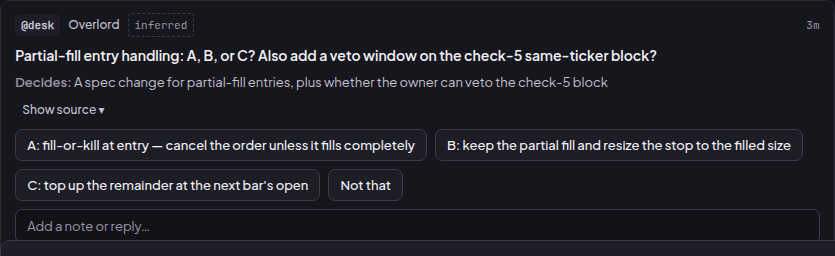 @desk Overlord inferred 3m
Partial-fill entry handling: A, B, or C? Also add a veto window on the check-5 same-ticker block?
Decides: A spec change for partial-fill entries, plus whether the owner can veto the check-5 block
Show source ▾
A: fill-or-kill at entry — cancel the order unless it fills completely
B: keep the partial fill and resize the stop to the filled size
C: top up the remainder at the next bar's open
Not that
Add a note or reply...